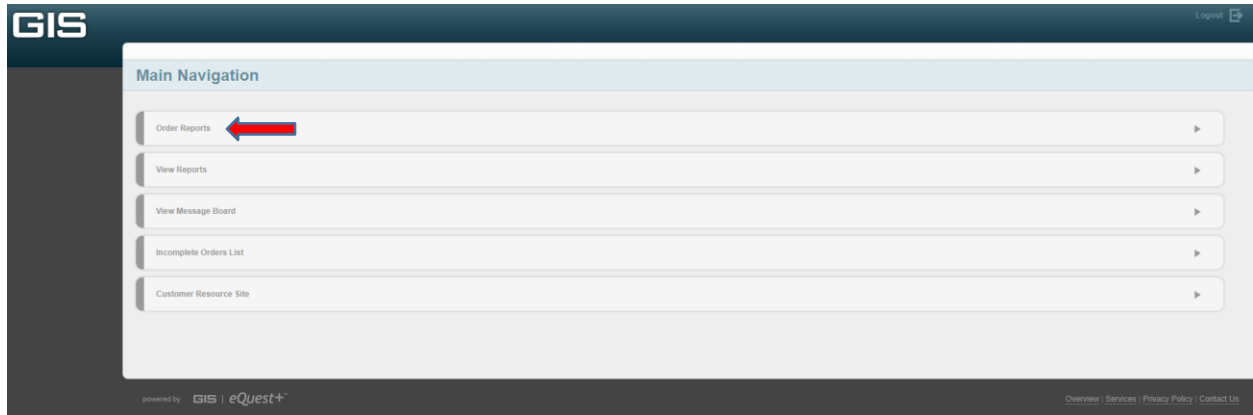 GIS
Logout
Main Navigation
Order Reports
View Reports
View Message Board
Incomplete Orders List
Customer Resource Site
powered by GIS | eQuest+™
Overview | Services | Privacy Policy | Contact Us